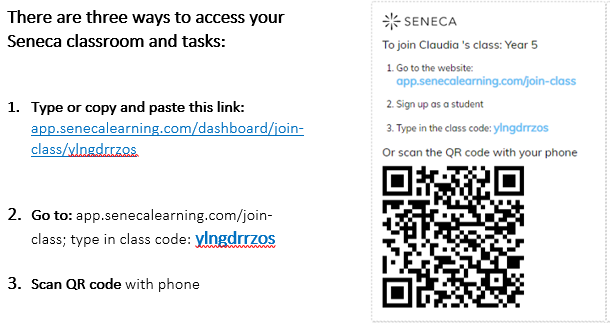 There are three ways to access your
Seneca classroom and tasks:
1. Type or copy and paste this link:
app.senecalearning.com/dashboard/join-
class/ylngdrrzos
2. Go to: app.senecalearning.com/join-
class; type in class code: ylngdrrzos
3. Scan QR code with phone
SENECA
To join Claudia 's class: Year 5
1. Go to the website:
app.senecalearning.com/join-class
2. Sign up as a student
3. Type in the class code: ylngdrrzos
Or scan the QR code with your phone